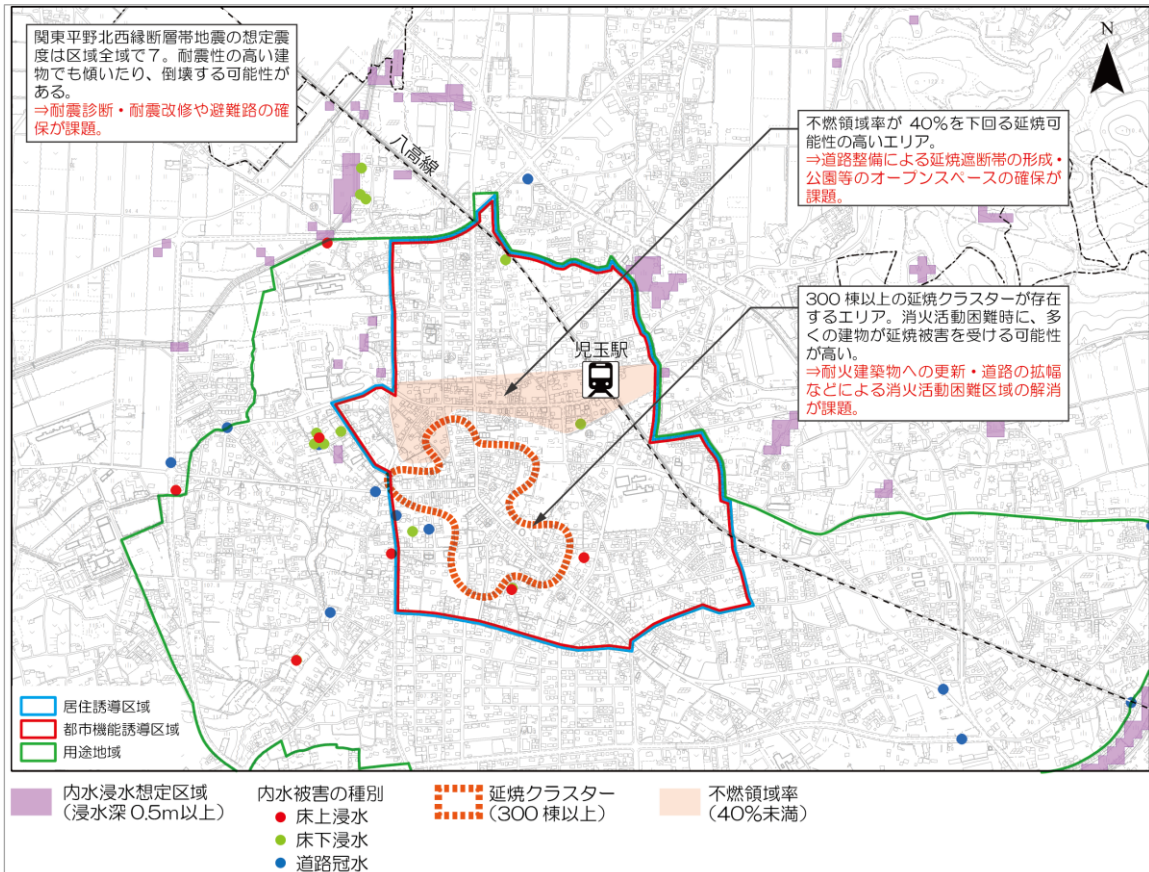 関東平野北西縁断層帯地震の想定震
度は区域全域で７。耐震性の高い建
物でも傾いたり、倒壊する可能性が
ある。
⇒耐震診断・耐震改修や避難路の確
保が課題。
N
不燃領域率が 40％を下回る延焼可
能性の高いエリア。
⇒道路整備による延焼遮断帯の形成・
公園等のオープンスペースの確保が
課題。
八高線
300 棟以上の延焼クラスターが存在
するエリア。消火活動困難時に、多
くの建物が延焼被害を受ける可能性
が高い。
⇒耐火建築物への更新・道路の拡幅
などによる消火活動困難区域の解消
が課題。
児玉駅
居住誘導区域
都市機能誘導区域
用途地域
内水浸水想定区域
（浸水深 0.5m以上）
内水被害の種別
床上浸水
床下浸水
道路冠水
延焼クラスター
（300 棟以上）
不燃領域率
（40％未満）